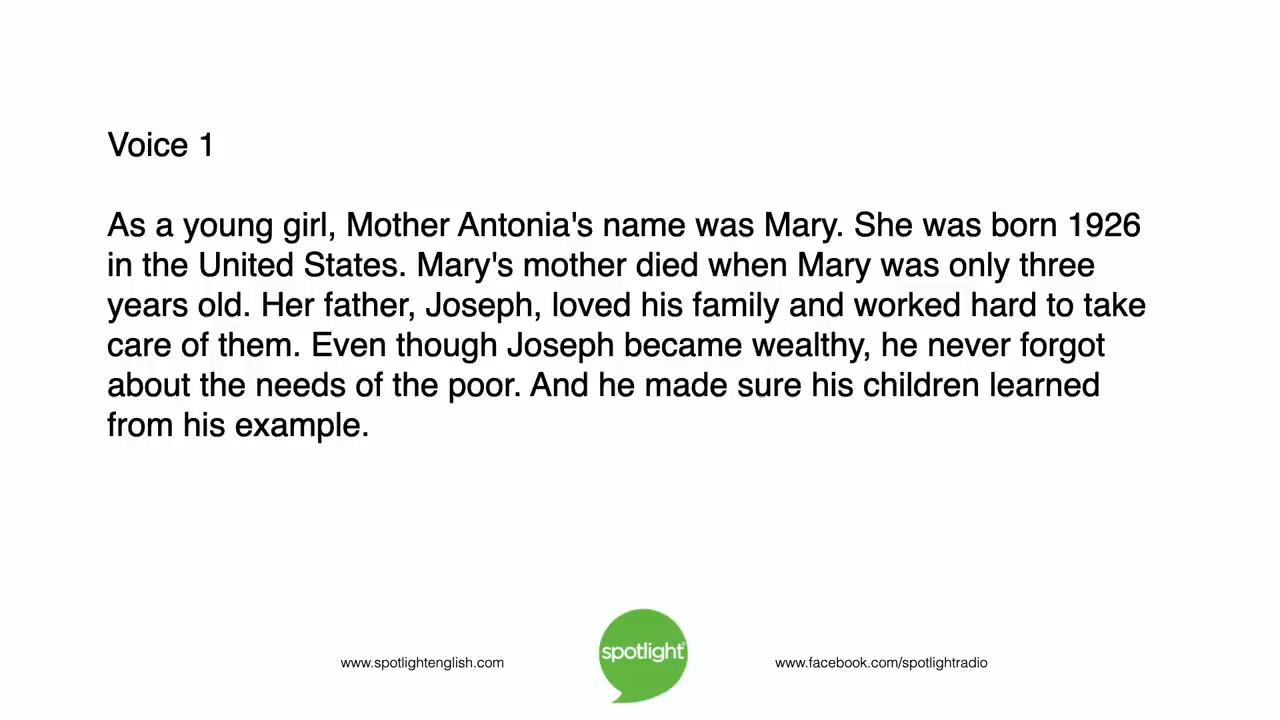 Voice 1
As a young girl, Mother Antonia's name was Mary. She was born 1926
in the United States. Mary's mother died when Mary was only three
years old. Her father, Joseph, loved his family and worked hard to take
care of them. Even though Joseph became wealthy, he never forgot
about the needs of the poor. And he made sure his children learned
from his example.
www.spotlightenglish.com
spotlight®
www.facebook.com/spotlightradio